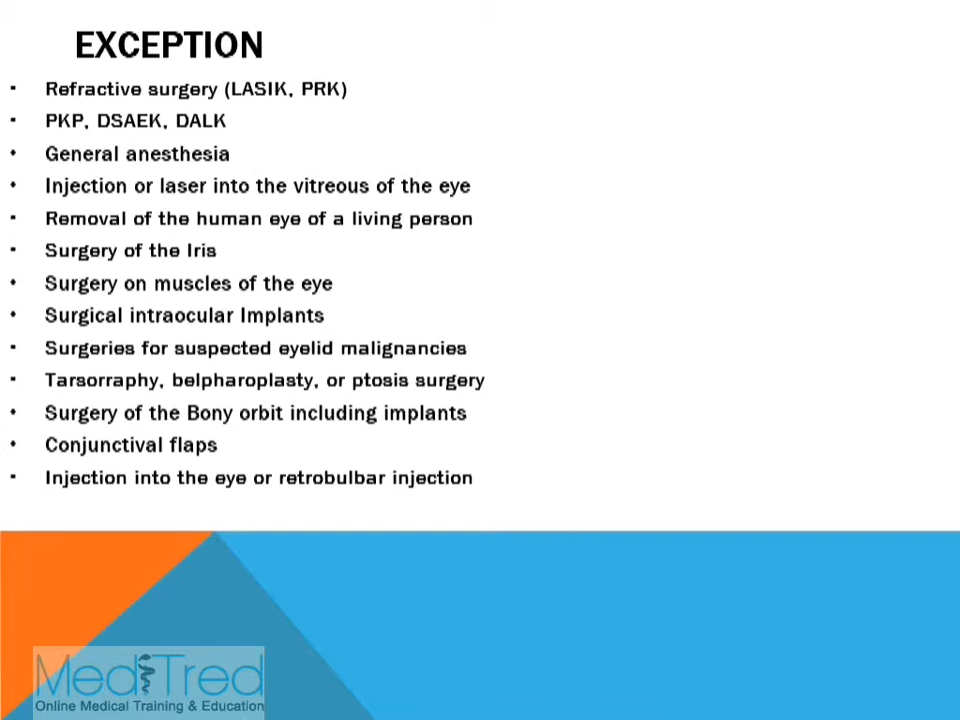 EXCEPTION
▪ Refractive surgery (LASIK, PRK)
▪ PKP, DSAEK, DALK
• General anesthesia
• Injection or laser into the vitreous of the eye
▪ Removal of the human eye of a living person
▪ Surgery of the Iris
• Surgery on muscles of the eye
• Surgical intraocular Implants
▪ Surgeries for suspected eyelid malignancies
▪ Tarsorraphy, belpharoplasty, or ptosis surgery
• Surgery of the Bony orbit including implants
• Conjunctival flaps
▪ Injection into the eye or retrobulbar injection
MediTred
Online Medical Training & Education